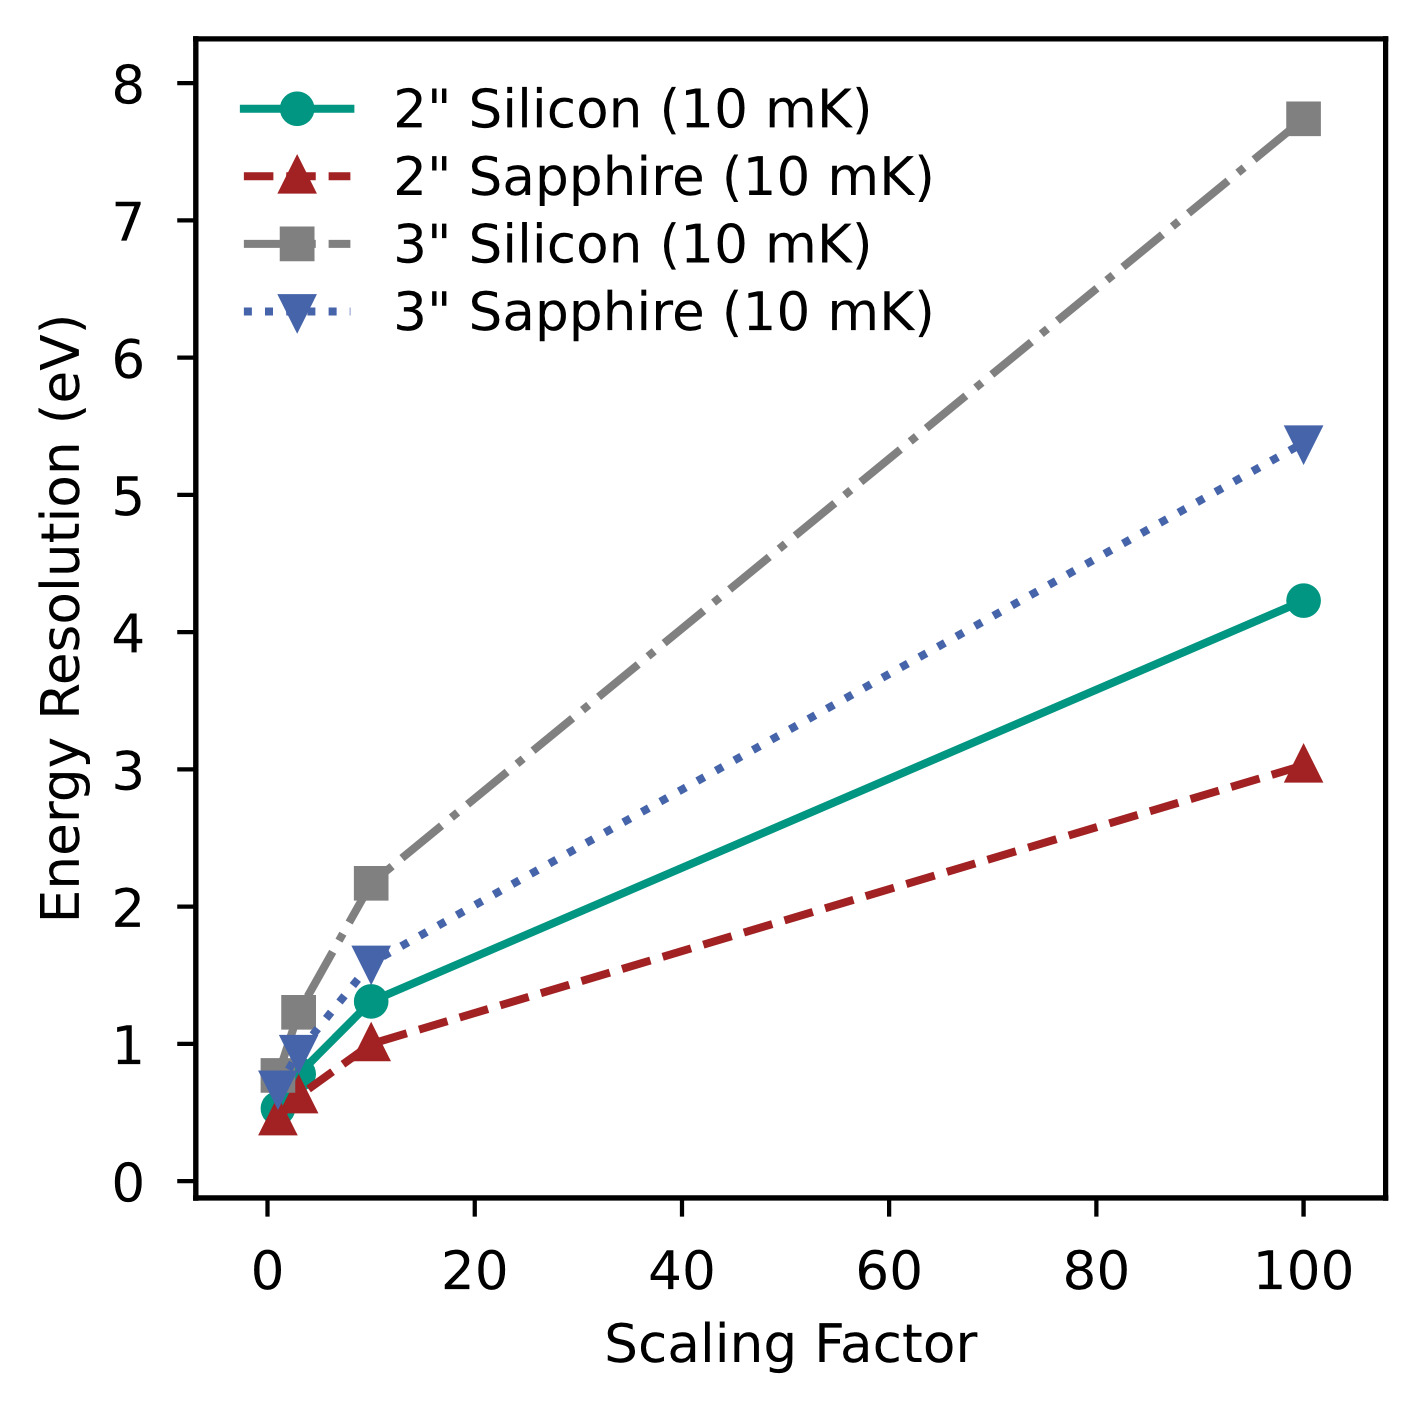 8
7
6
5
4
3
2
1
0
Energy Resolution (eV)
2" Silicon (10 mK)
2" Sapphire (10 mK)
3" Silicon (10 mK)
3" Sapphire (10 mK)
0 20 40 60 80 100
Scaling Factor